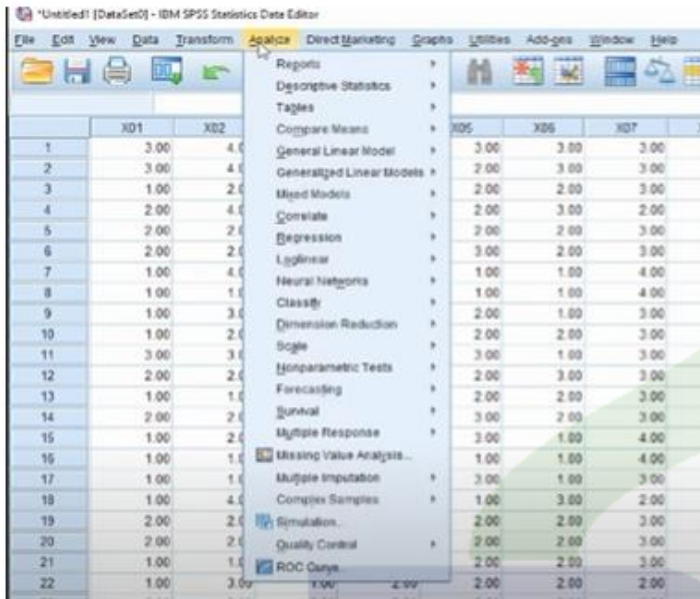 *Untitled1 [DataSet0] - IBM SPSS Statistics Data Editor
File Edit View Data Transform Analyze Direct Marketing Graphs Utilities Add-ons Window Help
Reports
Descriptive Statistics
Tables
Compare Means
General Linear Model
Generalized Linear Models
Mixed Models
Correlate
Regression
Loglinear
Neural Networks
Classify
Dimension Reduction
Scale
Nonparametric Tests
Forecasting
Survival
Multiple Response
Missing Value Analysis...
Multiple Imputation
Complex Samples
Simulation...
Quality Control
ROC Curve...
X01 X02 X05 X06 X07
1 3.00 3.00 3.00 3.00
2 3.00 2.00 3.00 3.00
3 1.00 2.00 2.00 3.00
4 2.00 2.00 3.00 2.00
5 2.00 2.00 2.00 3.00
6 2.00 3.00 2.00 3.00
7 1.00 1.00 1.00 4.00
8 1.00 1.00 1.00 4.00
9 1.00 2.00 1.00 3.00
10 1.00 2.00 2.00 3.00
11 3.00 3.00 1.00 3.00
12 2.00 2.00 3.00 3.00
13 1.00 2.00 2.00 3.00
14 2.00 3.00 2.00 3.00
15 1.00 3.00 1.00 4.00
16 1.00 1.00 1.00 4.00
17 1.00 3.00 1.00 3.00
18 1.00 1.00 3.00 2.00
19 2.00 2.00 2.00 3.00
20 2.00 2.00 2.00 3.00
21 1.00 2.00 2.00 3.00
22 1.00 3.00 1.00 2.00 2.00 2.00 2.00